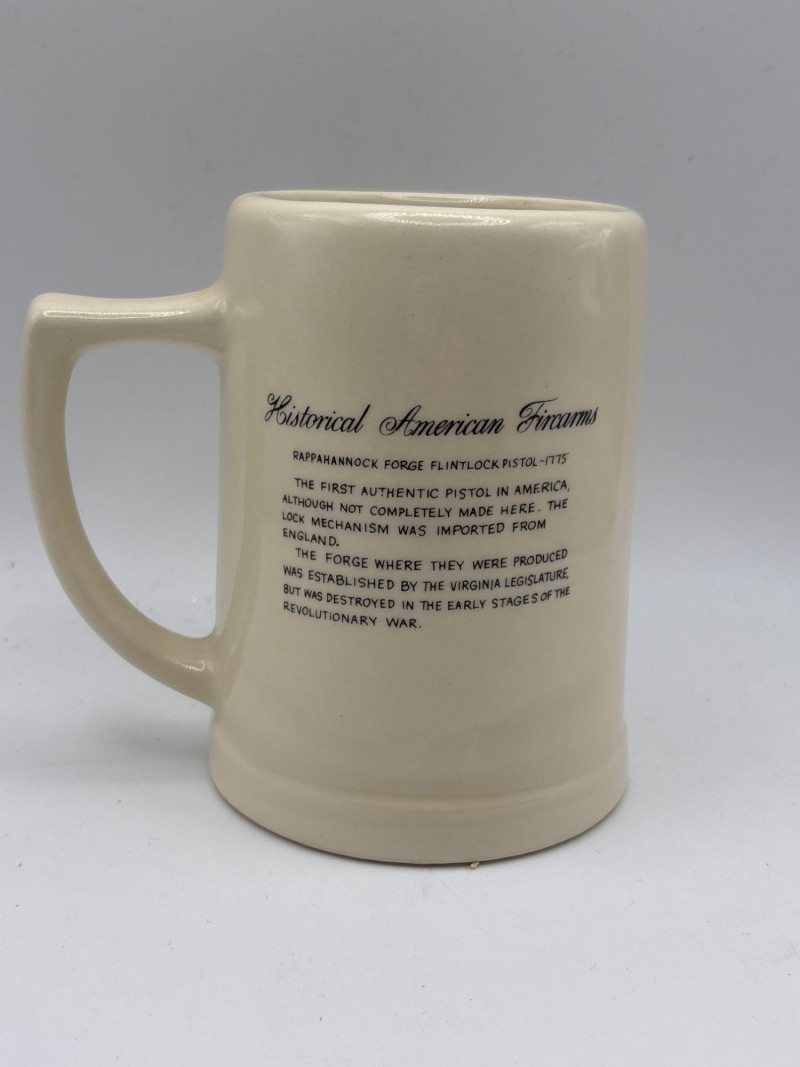 Historical American Firearms
RAPPAHANNOCK FORGE FLINTLOCK PISTOL-1775
THE FIRST AUTHENTIC PISTOL IN AMERICA,
ALTHOUGH NOT COMPLETELY MADE HERE. THE
LOCK MECHANISM WAS IMPORTED FROM
ENGLAND.
THE FORGE WHERE THEY WERE PRODUCED
WAS ESTABLISHED BY THE VIRGINIA LEGISLATURE,
BUT WAS DESTROYED IN THE EARLY STAGES OF THE
REVOLUTIONARY WAR.